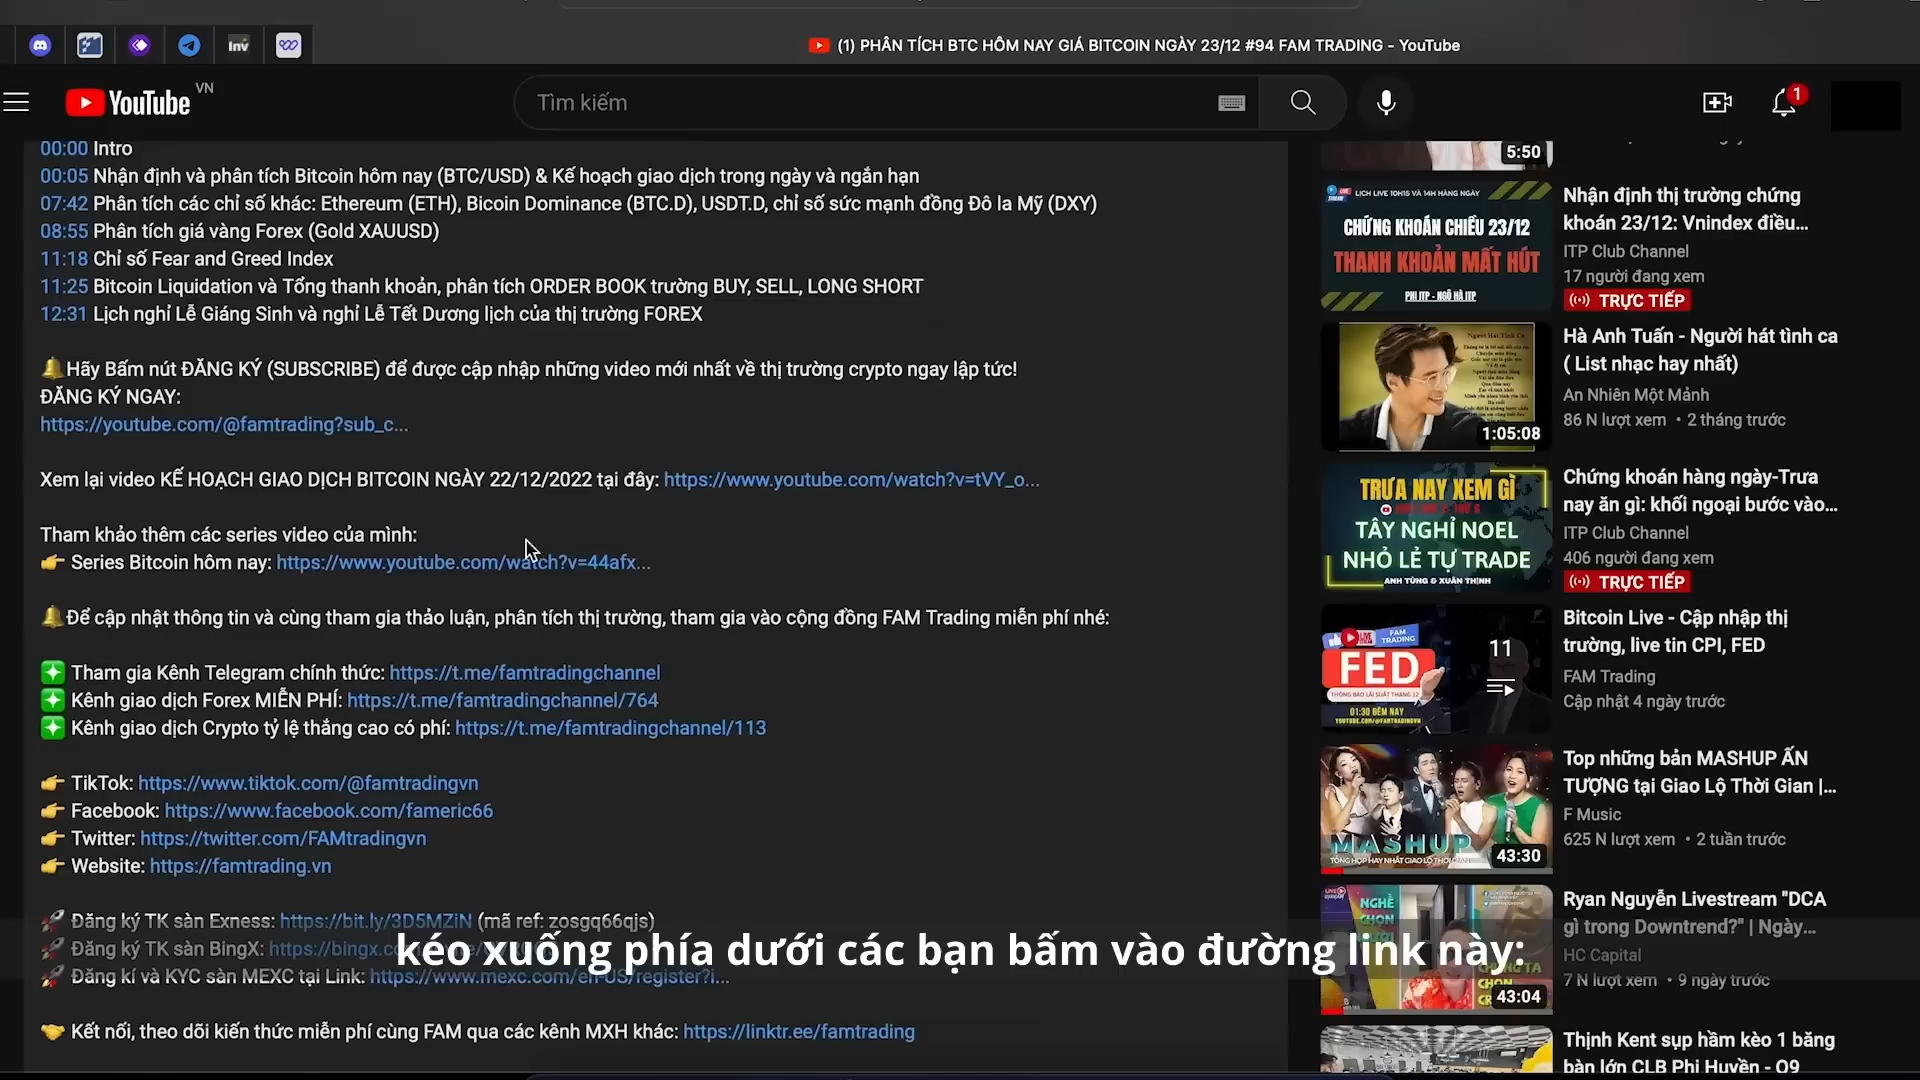 Inv
(1) PHÂN TÍCH BTC HÔM NAY GIÁ BITCOIN NGÀY 23/12 #94 FAM TRADING - YouTube
YouTube VN
Tìm kiếm
1
00:00 Intro
00:05 Nhận định và phân tích Bitcoin hôm nay (BTC/USD) & Kế hoạch giao dịch trong ngày và ngắn hạn
07:42 Phân tích các chỉ số khác: Ethereum (ETH), Bicoin Dominance (BTC.D), USDT.D, chỉ số sức mạnh đồng Đô la Mỹ (DXY)
08:55 Phân tích giá vàng Forex (Gold XAUUSD)
11:18 Chỉ số Fear and Greed Index
11:25 Bitcoin Liquidation và Tổng thanh khoản, phân tích ORDER BOOK trường BUY, SELL, LONG SHORT
12:31 Lịch nghỉ Lễ Giáng Sinh và nghỉ Lễ Tết Dương lịch của thị trường FOREX
🔔Hãy Bấm nút ĐĂNG KÝ (SUBSCRIBE) để được cập nhập những video mới nhất về thị trường crypto ngay lập tức!
ĐĂNG KÝ NGAY:
https://youtube.com/@famtrading?sub_c...
Xem lại video KẾ HOẠCH GIAO DỊCH BITCOIN NGÀY 22/12/2022 tại đây: https://www.youtube.com/watch?v=tVY_o...
Tham khảo thêm các series video của mình:
👉 Series Bitcoin hôm nay: https://www.youtube.com/watch?v=44afx...
🔔Để cập nhật thông tin và cùng tham gia thảo luận, phân tích thị trường, tham gia vào cộng đồng FAM Trading miễn phí nhé:
Tham gia Kênh Telegram chính thức: https://t.me/famtradingchannel
Kênh giao dịch Forex MIỄN PHÍ: https://t.me/famtradingchannel/764
Kênh giao dịch Crypto tỷ lệ thắng cao có phí: https://t.me/famtradingchannel/113
👉 TikTok: https://www.tiktok.com/@famtradingvn
👉 Facebook: https://www.facebook.com/fameric66
👉 Twitter: https://twitter.com/FAMtradingvn
👉 Website: https://famtrading.vn
🚀 Đăng ký TK sàn Exness: https://bit.ly/3D5MZiN (mã ref: zosgq66qjs)
🚀 Đăng ký TK sàn BingX: https://bingx.c
kéo xuống phía dưới các bạn bấm vào đường link này:
🚀 Đăng kí và KYC sàn MEXC tại Link: https://www.mexc.com/en-US/register?i...
🤝 Kết nối, theo dõi kiến thức miễn phí cùng FAM qua các kênh MXH khác: https://linktr.ee/famtrading
5:50
LỊCH LIVE 10H15 VÀ 14H HÀNG NGÀY
CHỨNG KHOÁN CHIỀU 23/12
THANH KHOẢN MẤT HÚT
PHI ITP - NGÔ HÀ ITP
Nhận định thị trường chứng
khoán 23/12: Vnindex điều...
ITP Club Channel
17 người đang xem
TRỰC TIẾP
Người Hát Tình Ca
1:05:08
Hà Anh Tuấn - Người hát tình ca
( List nhạc hay nhất)
An Nhiên Một Mảnh
86 N lượt xem • 2 tháng trước
TRƯA NAY XEM GÌ
TÂY NGHỈ NOEL
NHỎ LẺ TỰ TRADE
ANH TÙNG & XUÂN THỊNH
Chứng khoán hàng ngày-Trưa
nay ăn gì: khối ngoại bước vào...
ITP Club Channel
406 người đang xem
TRỰC TIẾP
FAM TRADING
FED
THÔNG BÁO LÃI SUẤT THÁNG 12
01:30 ĐÊM NAY
YOUTUBE.COM/@FAMTRADINGVN
11
Bitcoin Live - Cập nhập thị
trường, live tin CPI, FED
FAM Trading
Cập nhật 4 ngày trước
MASHUP
TỔNG HỢP HAY NHẤT GIAO LỘ THỜI GIAN
43:30
Top những bản MASHUP ẤN
TƯỢNG tại Giao Lộ Thời Gian |...
F Music
625 N lượt xem • 2 tuần trước
NGHỀ
CHỌN
43:04
Ryan Nguyễn Livestream "DCA
gì trong Downtrend?" | Ngày...
HC Capital
7 N lượt xem • 9 ngày trước
Thịnh Kent sụp hầm kèo 1 băng
bàn lớn CLB Phi Huyền - Q9